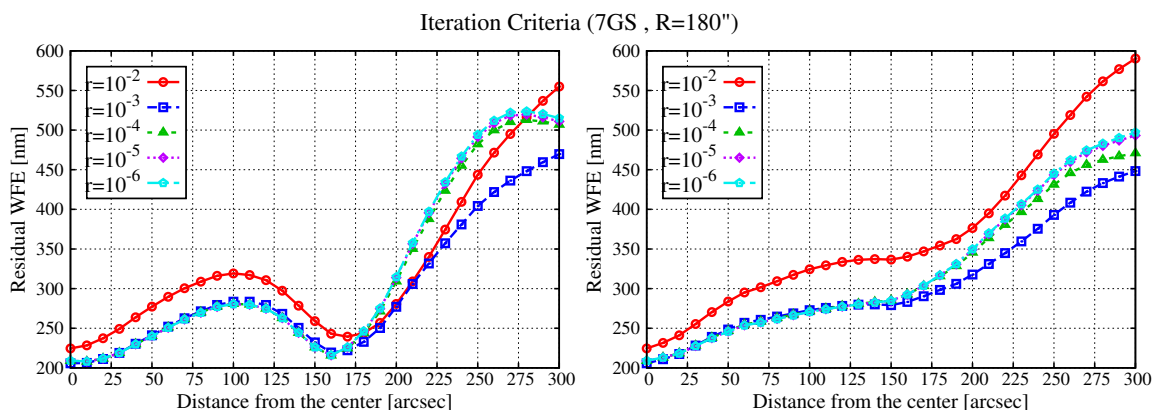 Iteration Criteria (7GS , R=180")
600
550
500
450
400
350
300
250
200
Residual WFE [nm]
r=10-2
r=10-3
r=10-4
r=10-5
r=10-6
0 25 50 75 100 125 150 175 200 225 250 275 300
Distance from the center [arcsec]
600
550
500
450
400
350
300
250
200
Residual WFE [nm]
r=10-2
r=10-3
r=10-4
r=10-5
r=10-6
0 25 50 75 100 125 150 175 200 225 250 275 300
Distance from the center [arcsec]